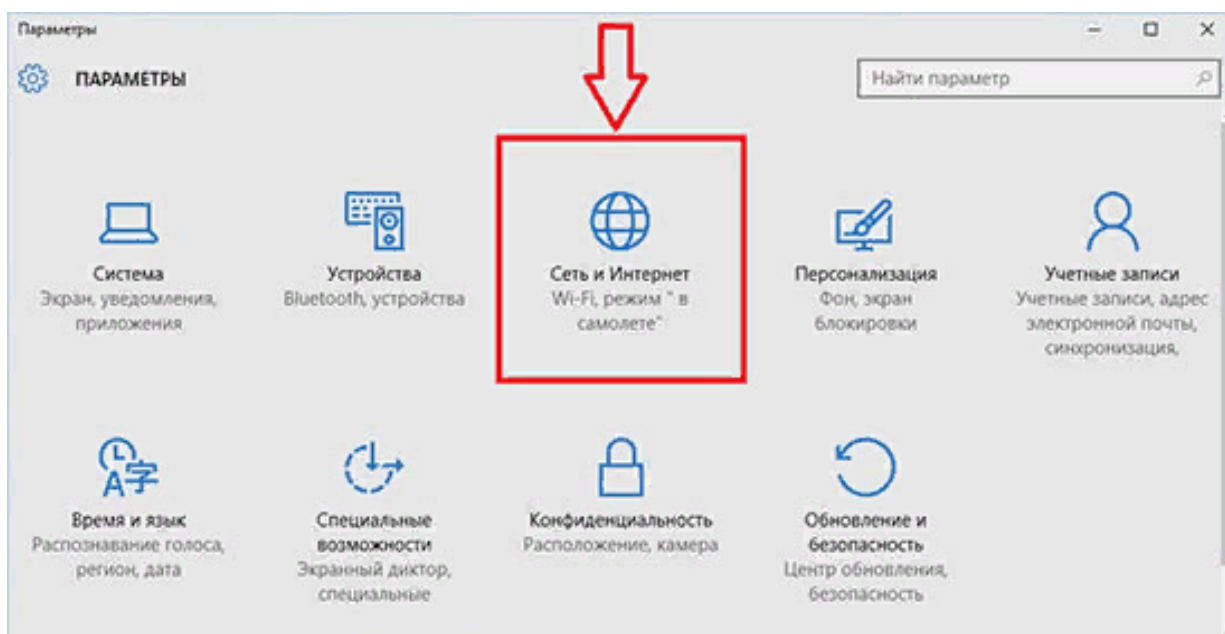 Параметры
ПАРАМЕТРЫ
Найти параметр
Система
Экран, уведомления,
приложения
Устройства
Bluetooth, устройства
Сеть и Интернет
Wi-Fi, режим " в
самолете"
Персонализация
Фон, экран
блокировки
Учетные записи
Учетные записи, адрес
электронной почты,
синхронизация,
Время и язык
Распознавание голоса,
регион, дата
Специальные
возможности
Экранный диктор,
специальные
Конфиденциальность
Расположение, камера
Обновление и
безопасность
Центр обновления,
безопасность